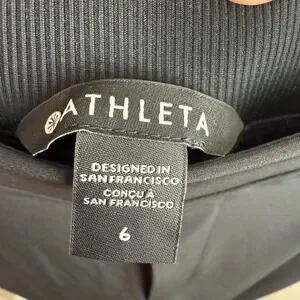 ATHLETA
DESIGNED IN
SAN FRANCISCO
CONÇU À
SAN FRANCISCO
6